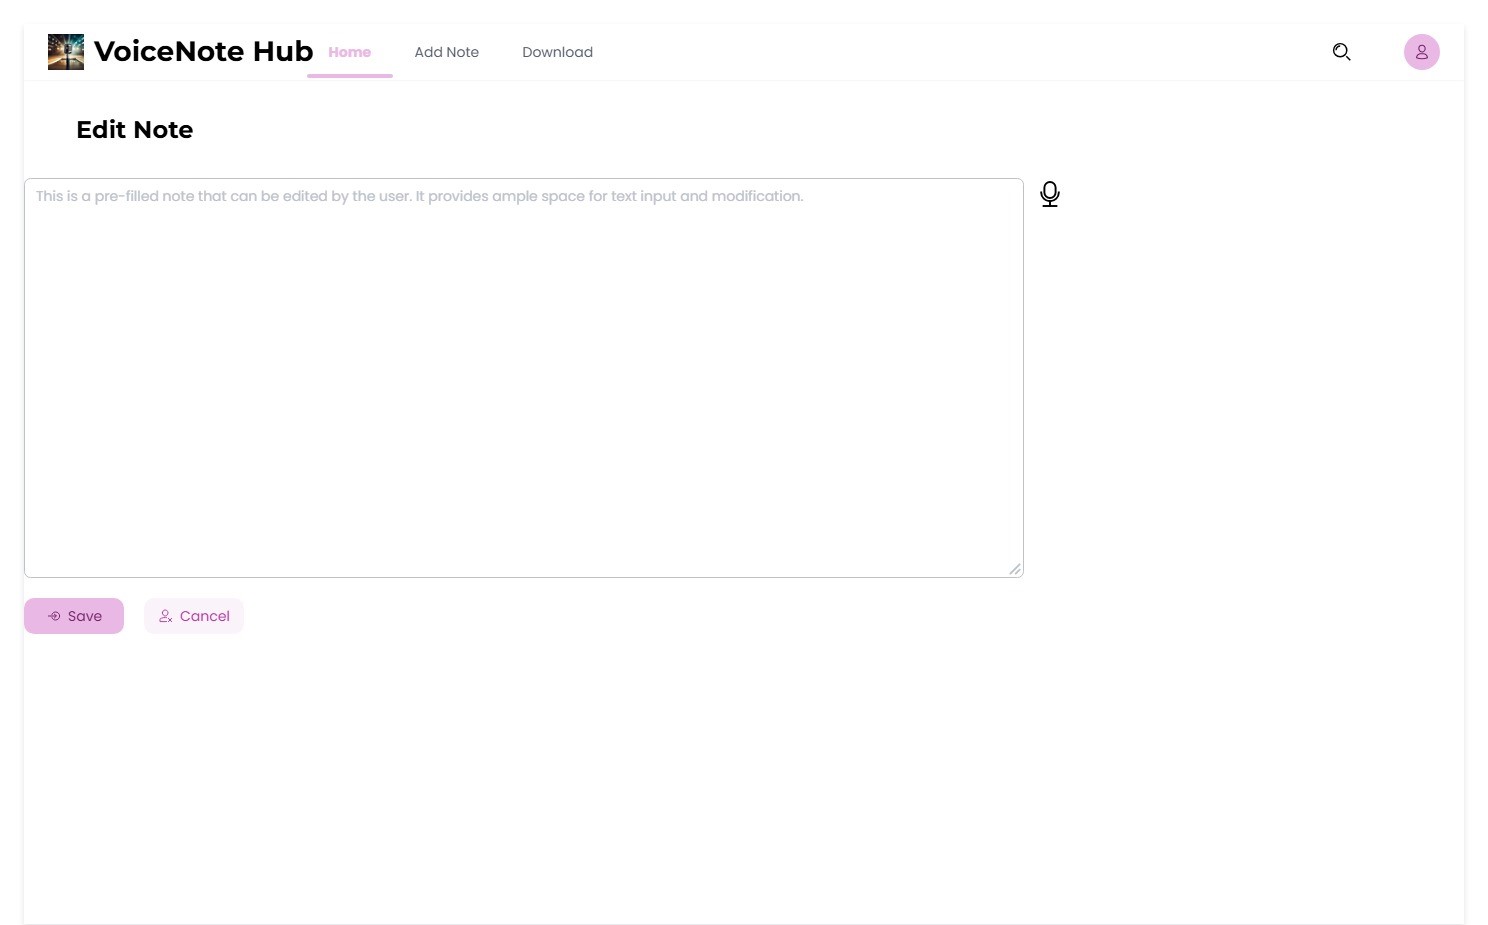 VoiceNote Hub Home Add Note Download
Edit Note
This is a pre-filled note that can be edited by the user. It provides ample space for text input and modification.
Save Cancel